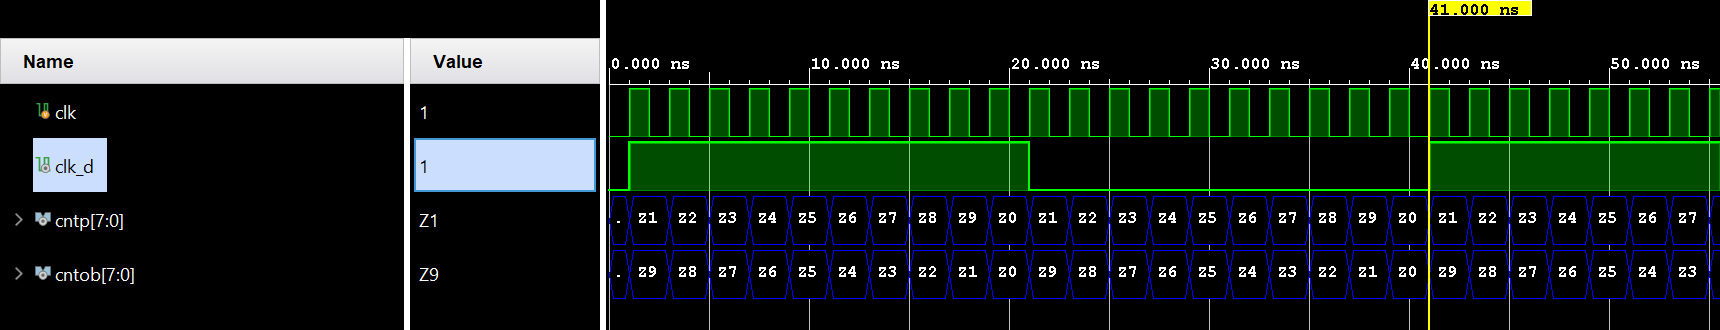 41.000 ns
Name Value 0.000 ns 10.000 ns 20.000 ns 30.000 ns 40.000 ns 50.000 ns
clk 1
clk_d 1
cntp[7:0] Z1 . Z1 Z2 Z3 Z4 Z5 Z6 Z7 Z8 Z9 Z0 Z1 Z2 Z3 Z4 Z5 Z6 Z7 Z8 Z9 Z0 Z1 Z2 Z3 Z4 Z5 Z6 Z7
cntob[7:0] Z9 . Z9 Z8 Z7 Z6 Z5 Z4 Z3 Z2 Z1 Z0 Z9 Z8 Z7 Z6 Z5 Z4 Z3 Z2 Z1 Z0 Z9 Z8 Z7 Z6 Z5 Z4 Z3